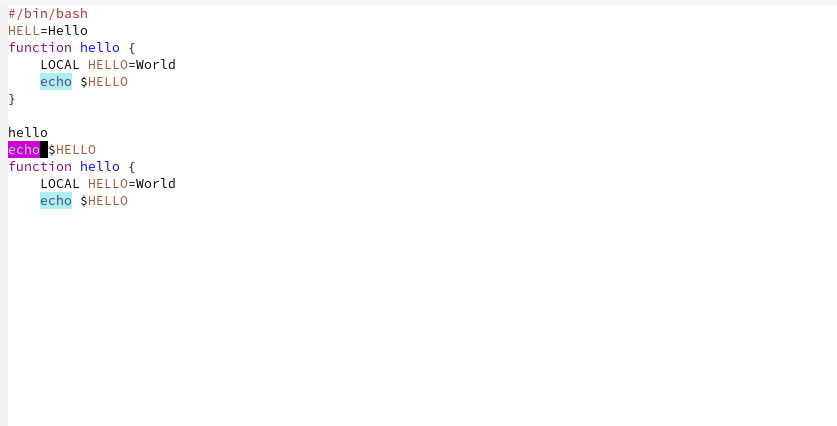 #/bin/bash
HELL=Hello
function hello {
    LOCAL HELLO=World
    echo $HELLO
}

hello
echo $HELLO
function hello {
    LOCAL HELLO=World
    echo $HELLO